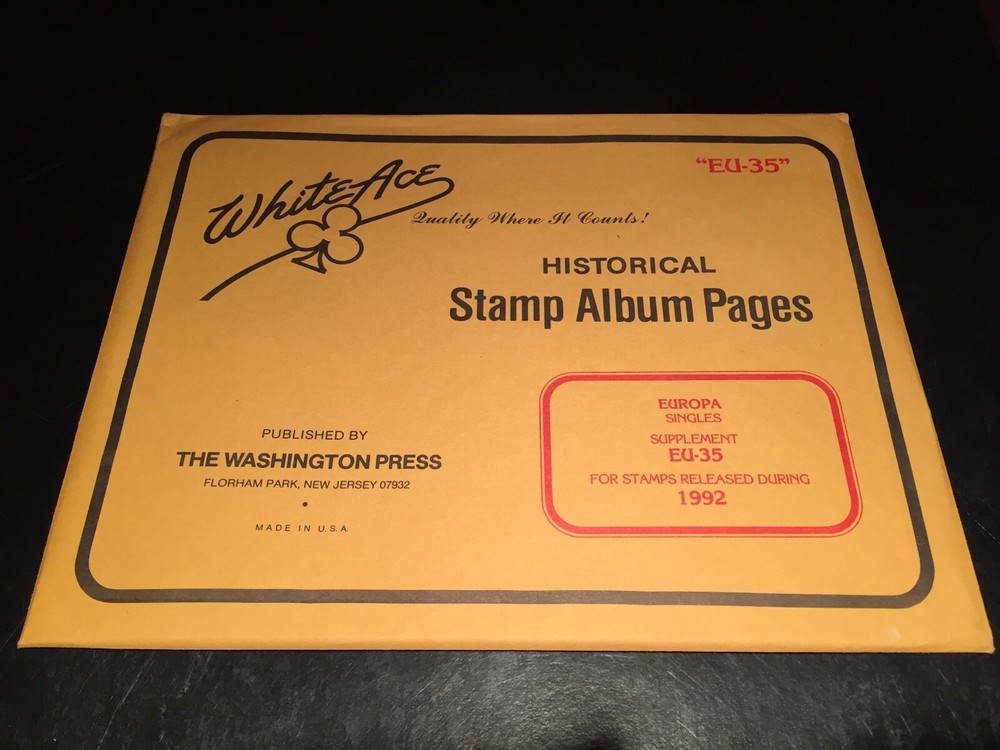 "EU-35"
White Ace
Quality Where It Counts!
HISTORICAL
Stamp Album Pages
EUROPA
SINGLES
SUPPLEMENT
EU-35
FOR STAMPS RELEASED DURING
1992
PUBLISHED BY
THE WASHINGTON PRESS
FLORHAM PARK, NEW JERSEY 07932
•
MADE IN U.S.A.